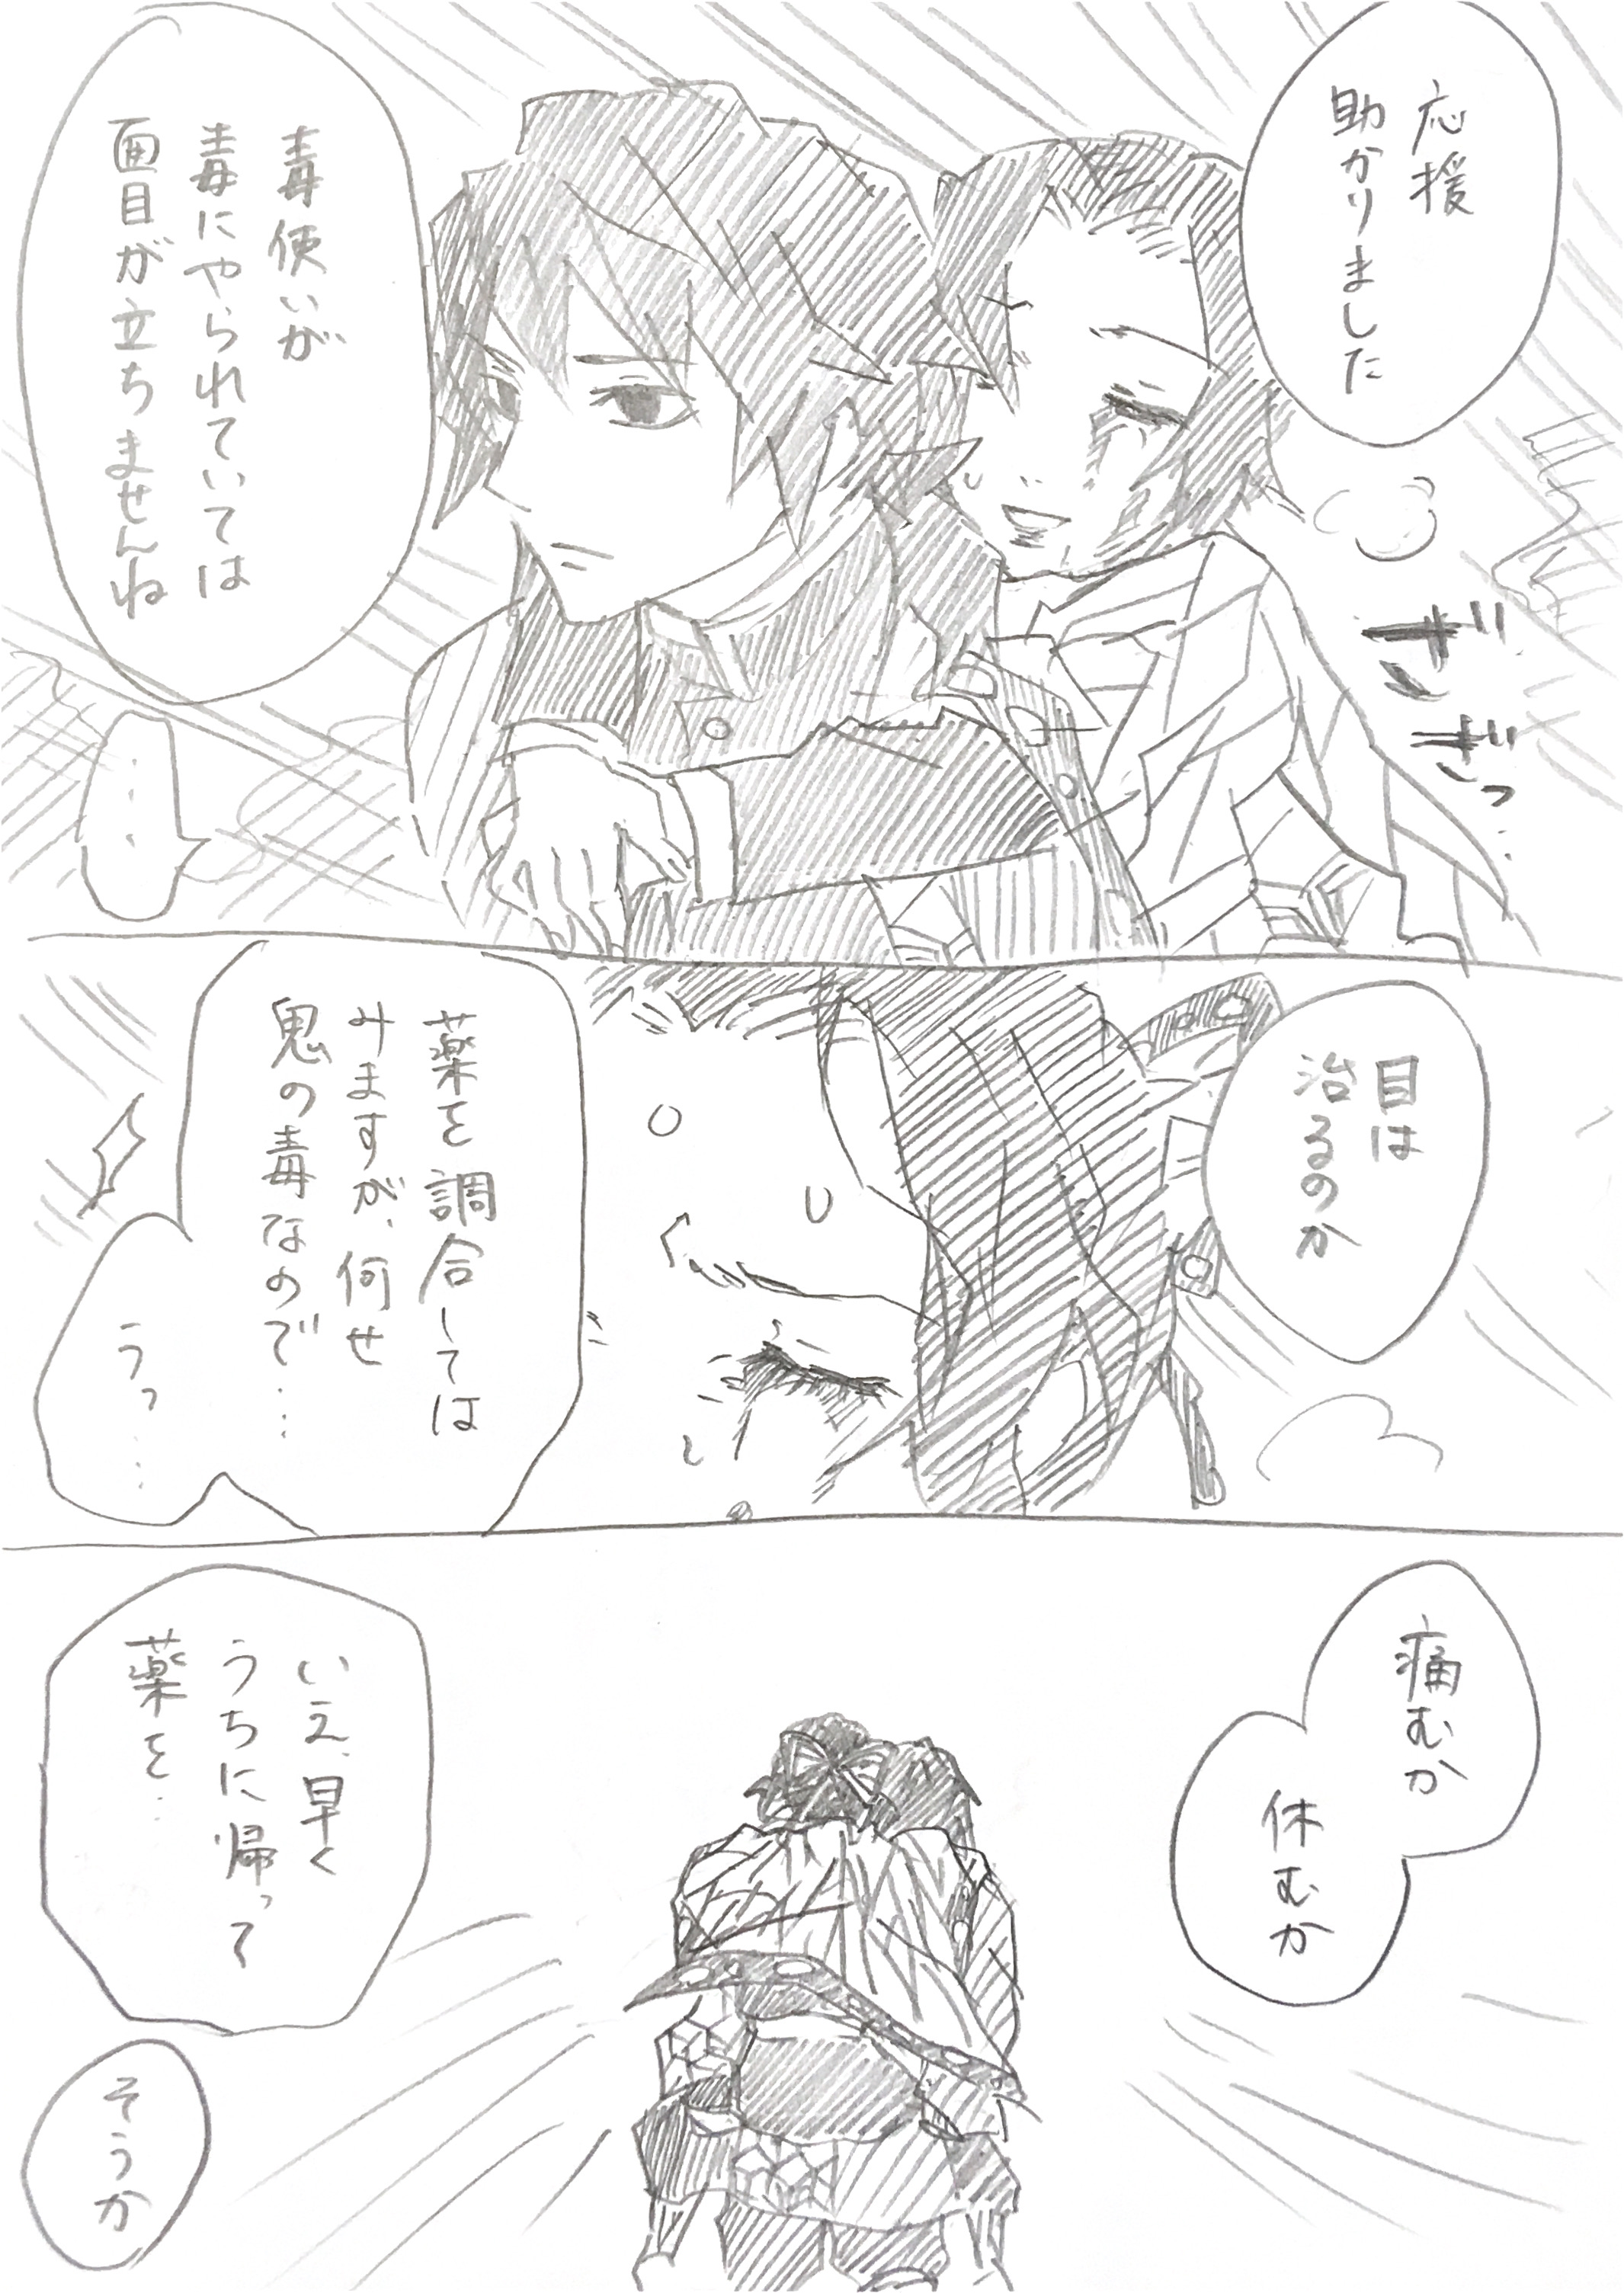 応援
助かりました
ぎ
ぎっ…
毒使いが
毒にやられていては
面目が立ちませんね
…
目は
治るのか
薬を調合しては
みますが、何せ
鬼の毒なので…
うっ…
痛むか
休むか
いえ、早く
うちに帰って
薬を…
そうか